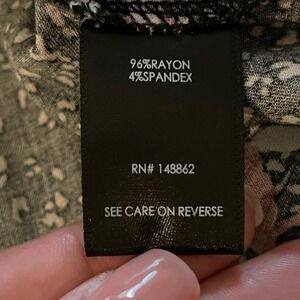 96%RAYON
4%SPANDEX
RN# 148862
SEE CARE ON REVERSE